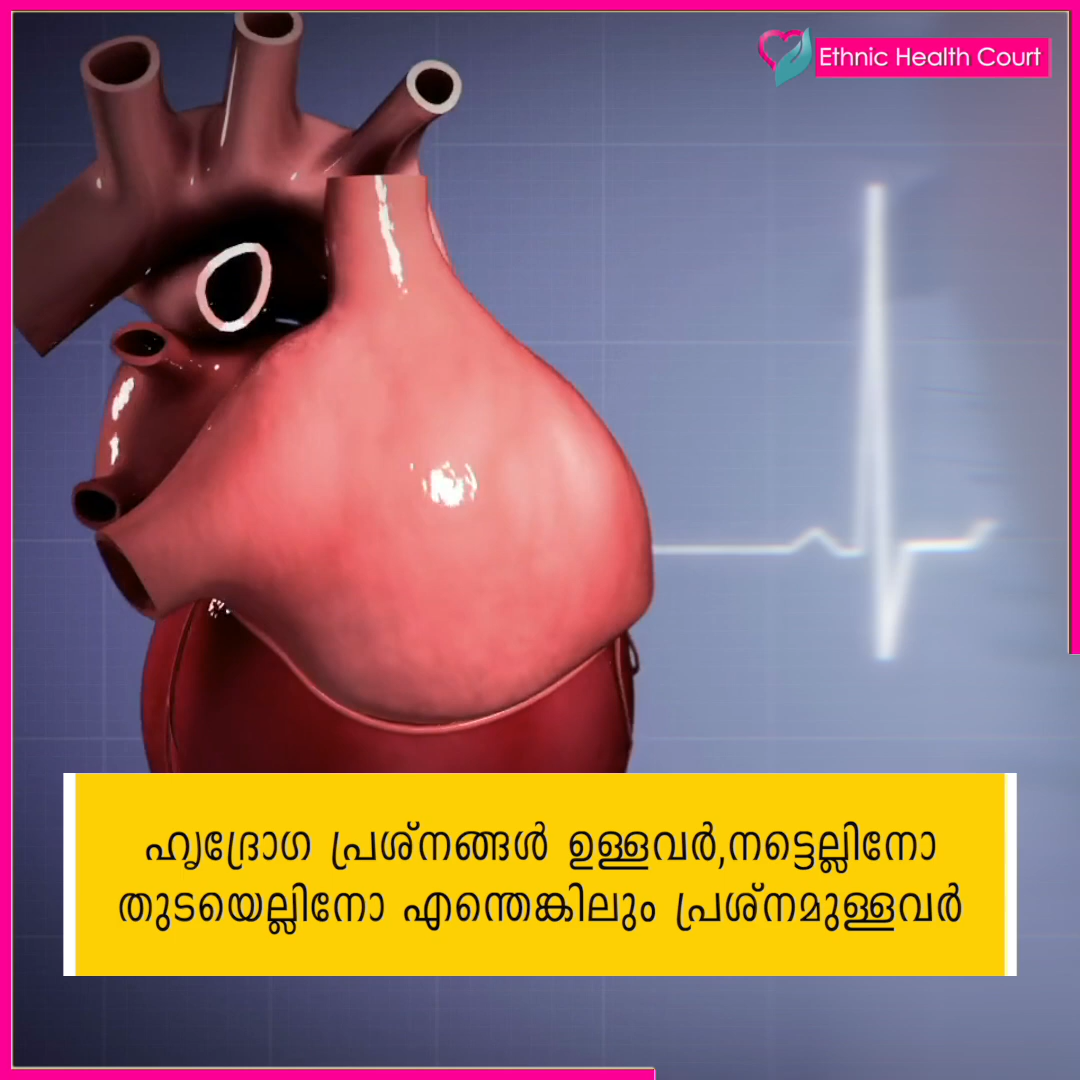 Ethnic Health Court
ഹൃദ്രോഗ പ്രശ്നങ്ങൾ ഉള്ളവർ,നട്ടെല്ലിനോ
തുടയെല്ലിനോ എന്തെങ്കിലും പ്രശ്നമുള്ളവർ